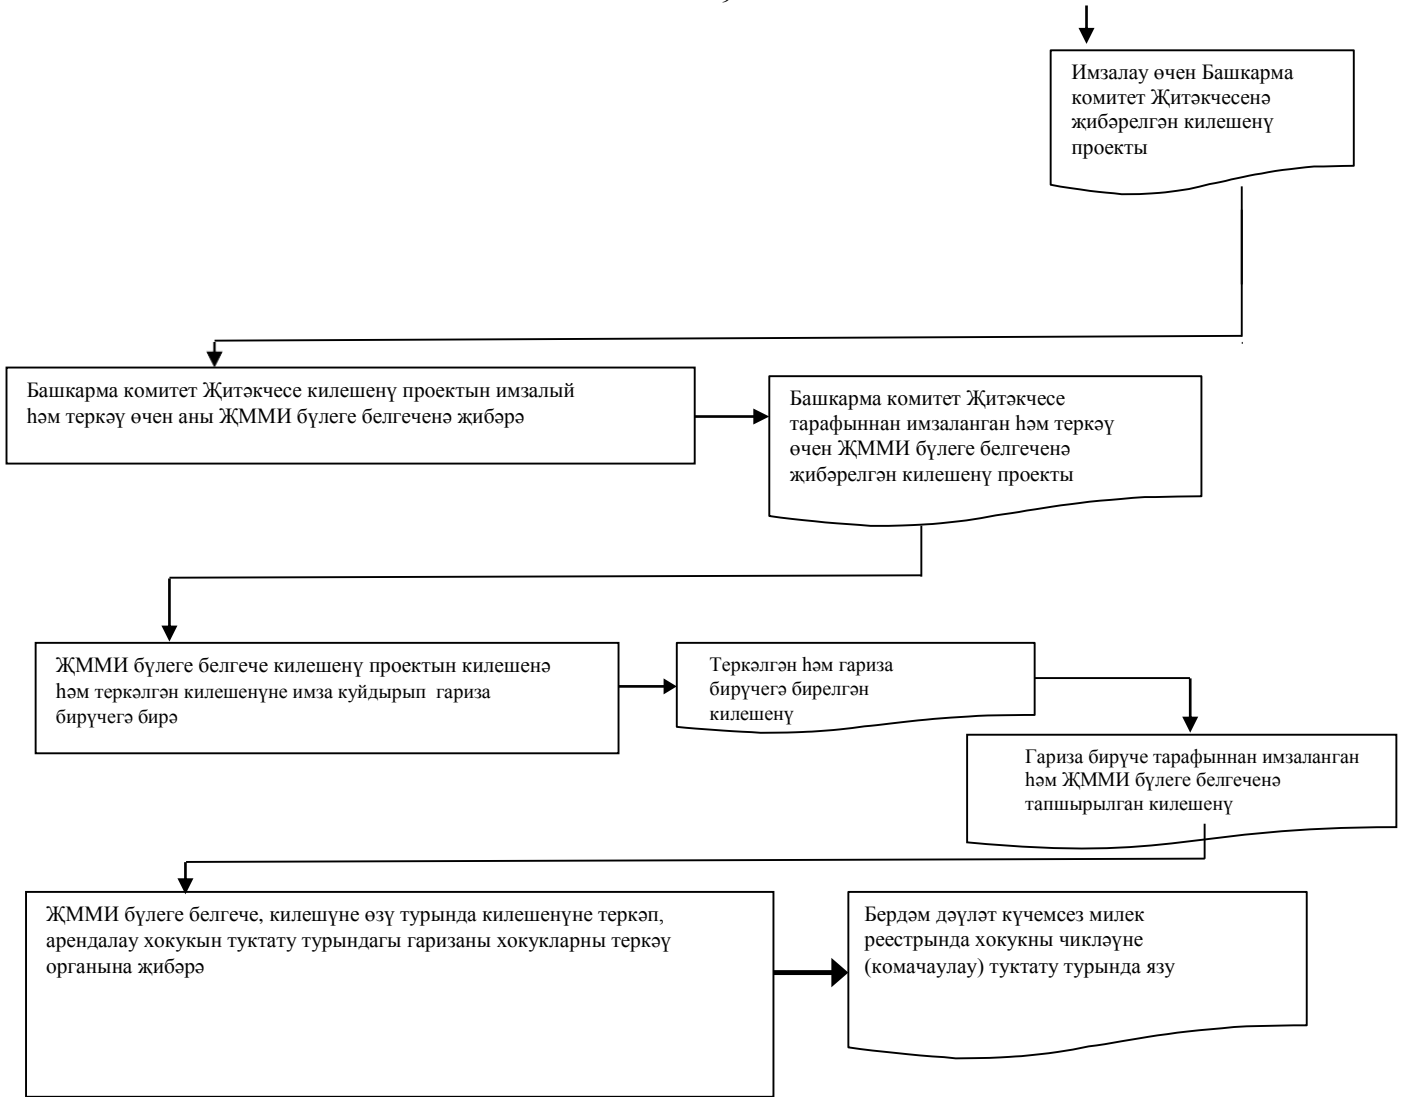 Имзалау өчен Башкарма
комитет Җитәкчесенә
җибәрелгән килешенү
проекты
Башкарма комитет Җитәкчесе килешенү проектын имзалый
һәм теркәү өчен аны ҖММИ бүлеге белгеченә җибәрә
Башкарма комитет Җитәкчесе
тарафыннан имзаланган һәм теркәү
өчен ҖММИ бүлеге белгеченә
җибәрелгән килешенү проекты
ҖММИ бүлеге белгече килешенү проектын килешенә
һәм теркәлгән килешенүне имза куйдырып гариза
бирүчегә бирә
Теркәлгән һәм гариза
бирүчегә бирелгән
килешенү
Гариза бирүче тарафыннан имзаланган
һәм ҖММИ бүлеге белгеченә
тапшырылган килешенү
ҖММИ бүлеге белгече, килешүне өзү турында килешенүне теркәп,
арендалау хокукын туктату турындагы гаризаны хокукларны теркәү
органына җибәрә
Бердәм дәүләт күчемсез милек
реестрында хокукны чикләүне
(комачаулау) туктату турында язу